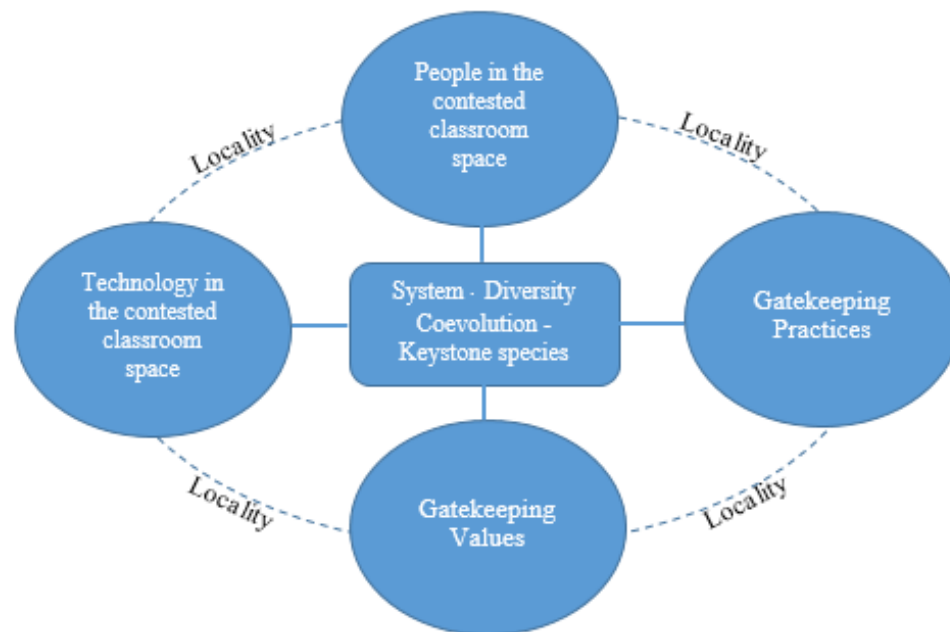 People in the
contested
classroom
space
Locality
Locality
Technology in
the contested
classroom
space
System · Diversity
Coevolution –
Keystone species
Gatekeeping
Practices
Locality
Locality
Gatekeeping
Values